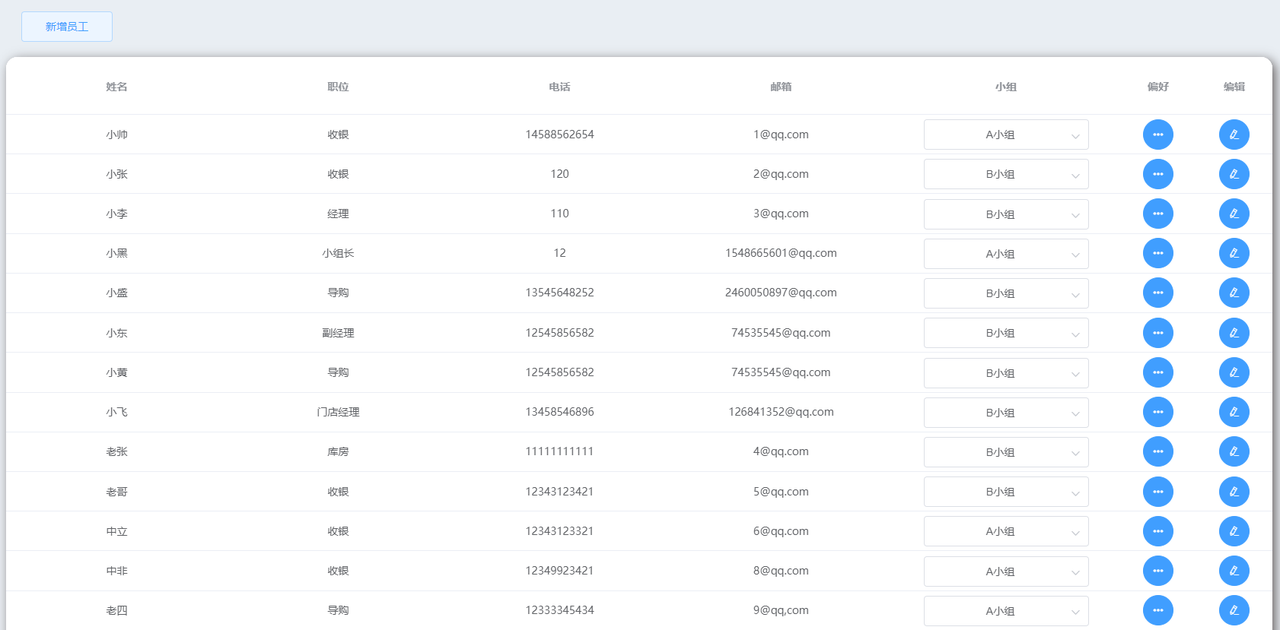 新增员工
姓名 职位 电话 邮箱 小组 偏好 编辑
小帅 收银 14588562654 1@qq.com A小组
小张 收银 120 2@qq.com B小组
小李 经理 110 3@qq.com B小组
小黑 小组长 12 1548665601@qq.com A小组
小盛 导购 13545648252 2460050897@qq.com B小组
小东 副经理 12545856582 74535545@qq.com B小组
小黄 导购 12545856582 74535545@qq.com B小组
小飞 门店经理 13458546896 126841352@qq.com B小组
老张 库房 11111111111 4@qq.com B小组
老哥 收银 12343123421 5@qq.com B小组
中立 收银 12343123321 6@qq.com A小组
中非 收银 12349923421 8@qq.com A小组
老四 导购 12333345434 9@qq,com A小组